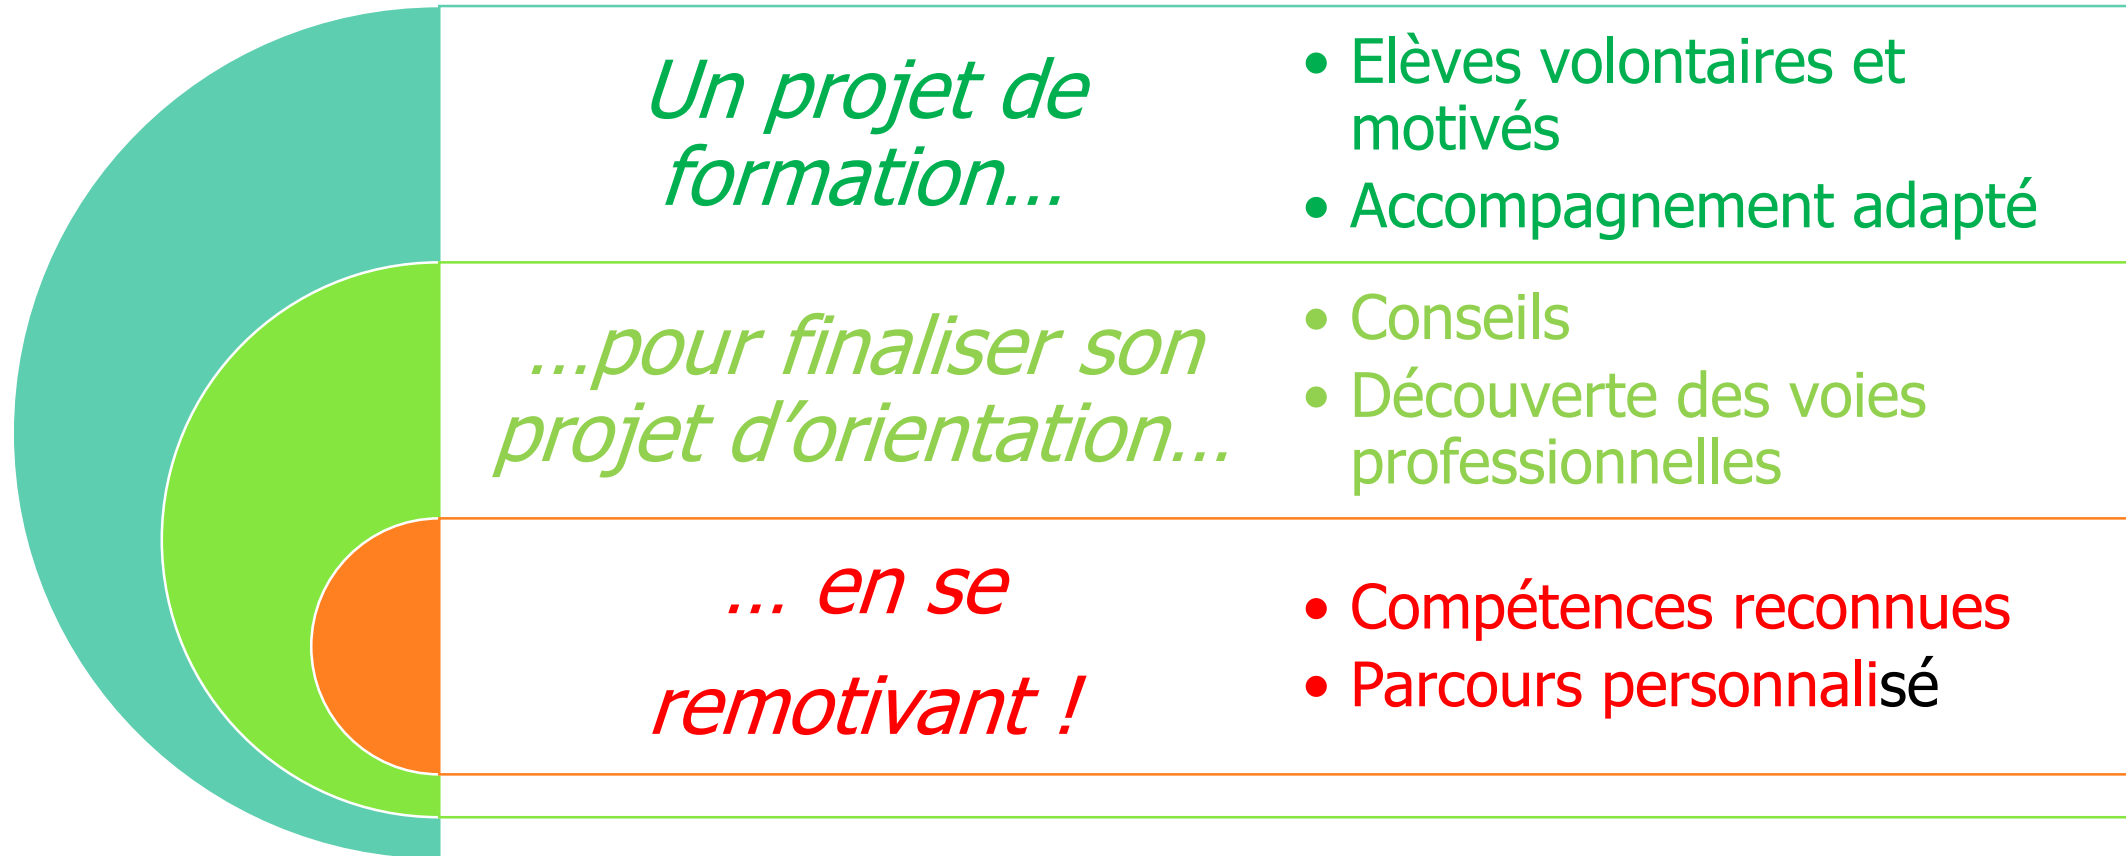 Un projet de
formation…
• Elèves volontaires et
motivés
• Accompagnement adapté
…pour finaliser son
projet d’orientation…
• Conseils
• Découverte des voies
professionnelles
… en se
remotivant !
• Compétences reconnues
• Parcours personnalisé